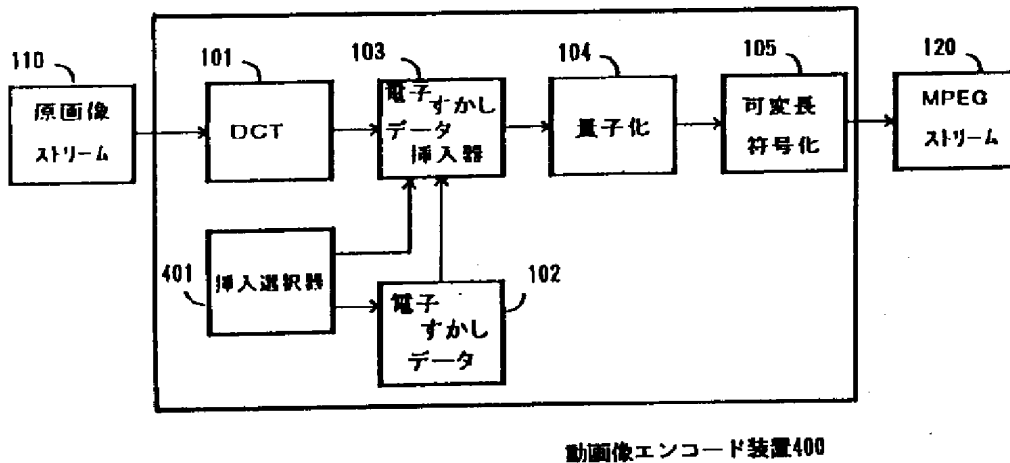 110
原画像
ストリーム
101
DCT
103
電子
すかし
データ
挿入器
104
量子化
105
可変長
符号化
120
MPEG
ストリーム
401
挿入選択器
102
電子
すかし
データ
動画像エンコード装置400